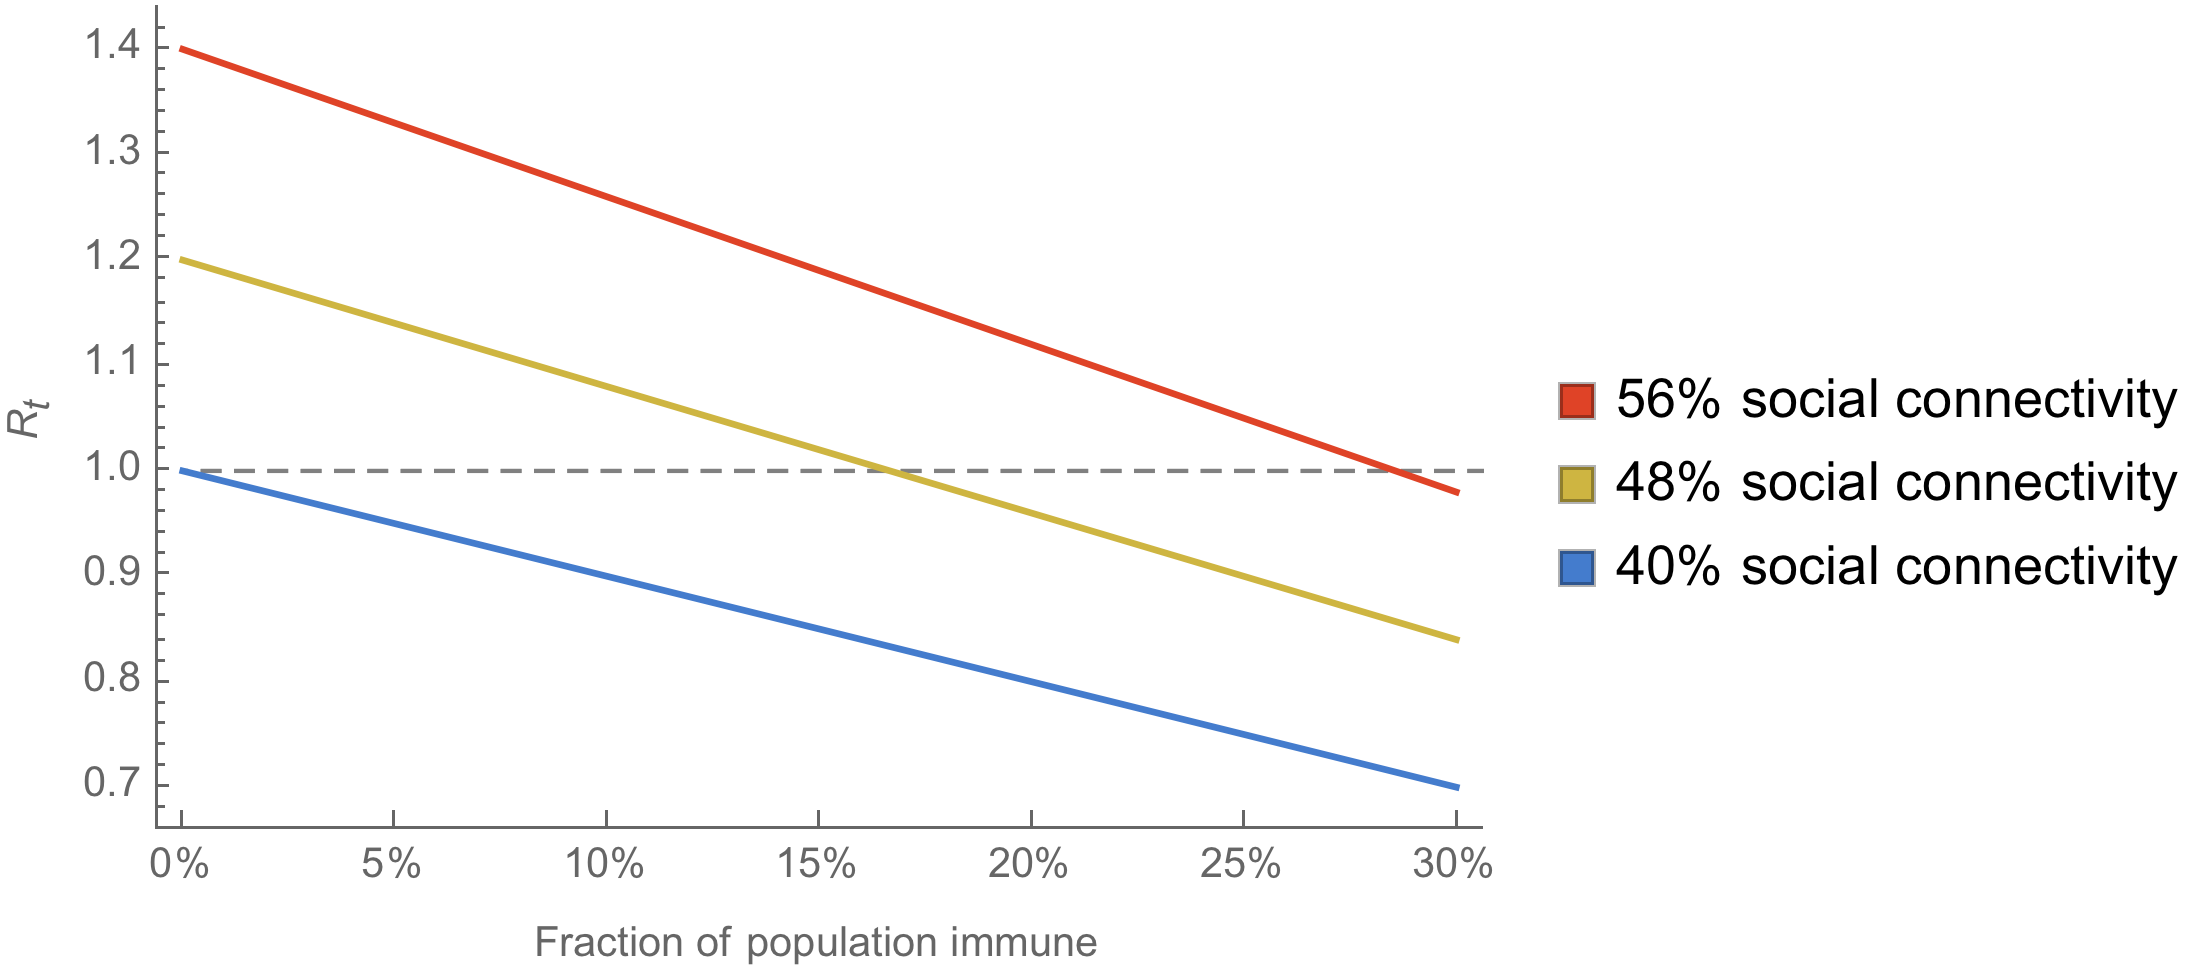 1.4
1.3
1.2
1.1
1.0
0.9
0.8
0.7
Rt
0% 5% 10% 15% 20% 25% 30%
Fraction of population immune
56% social connectivity
48% social connectivity
40% social connectivity